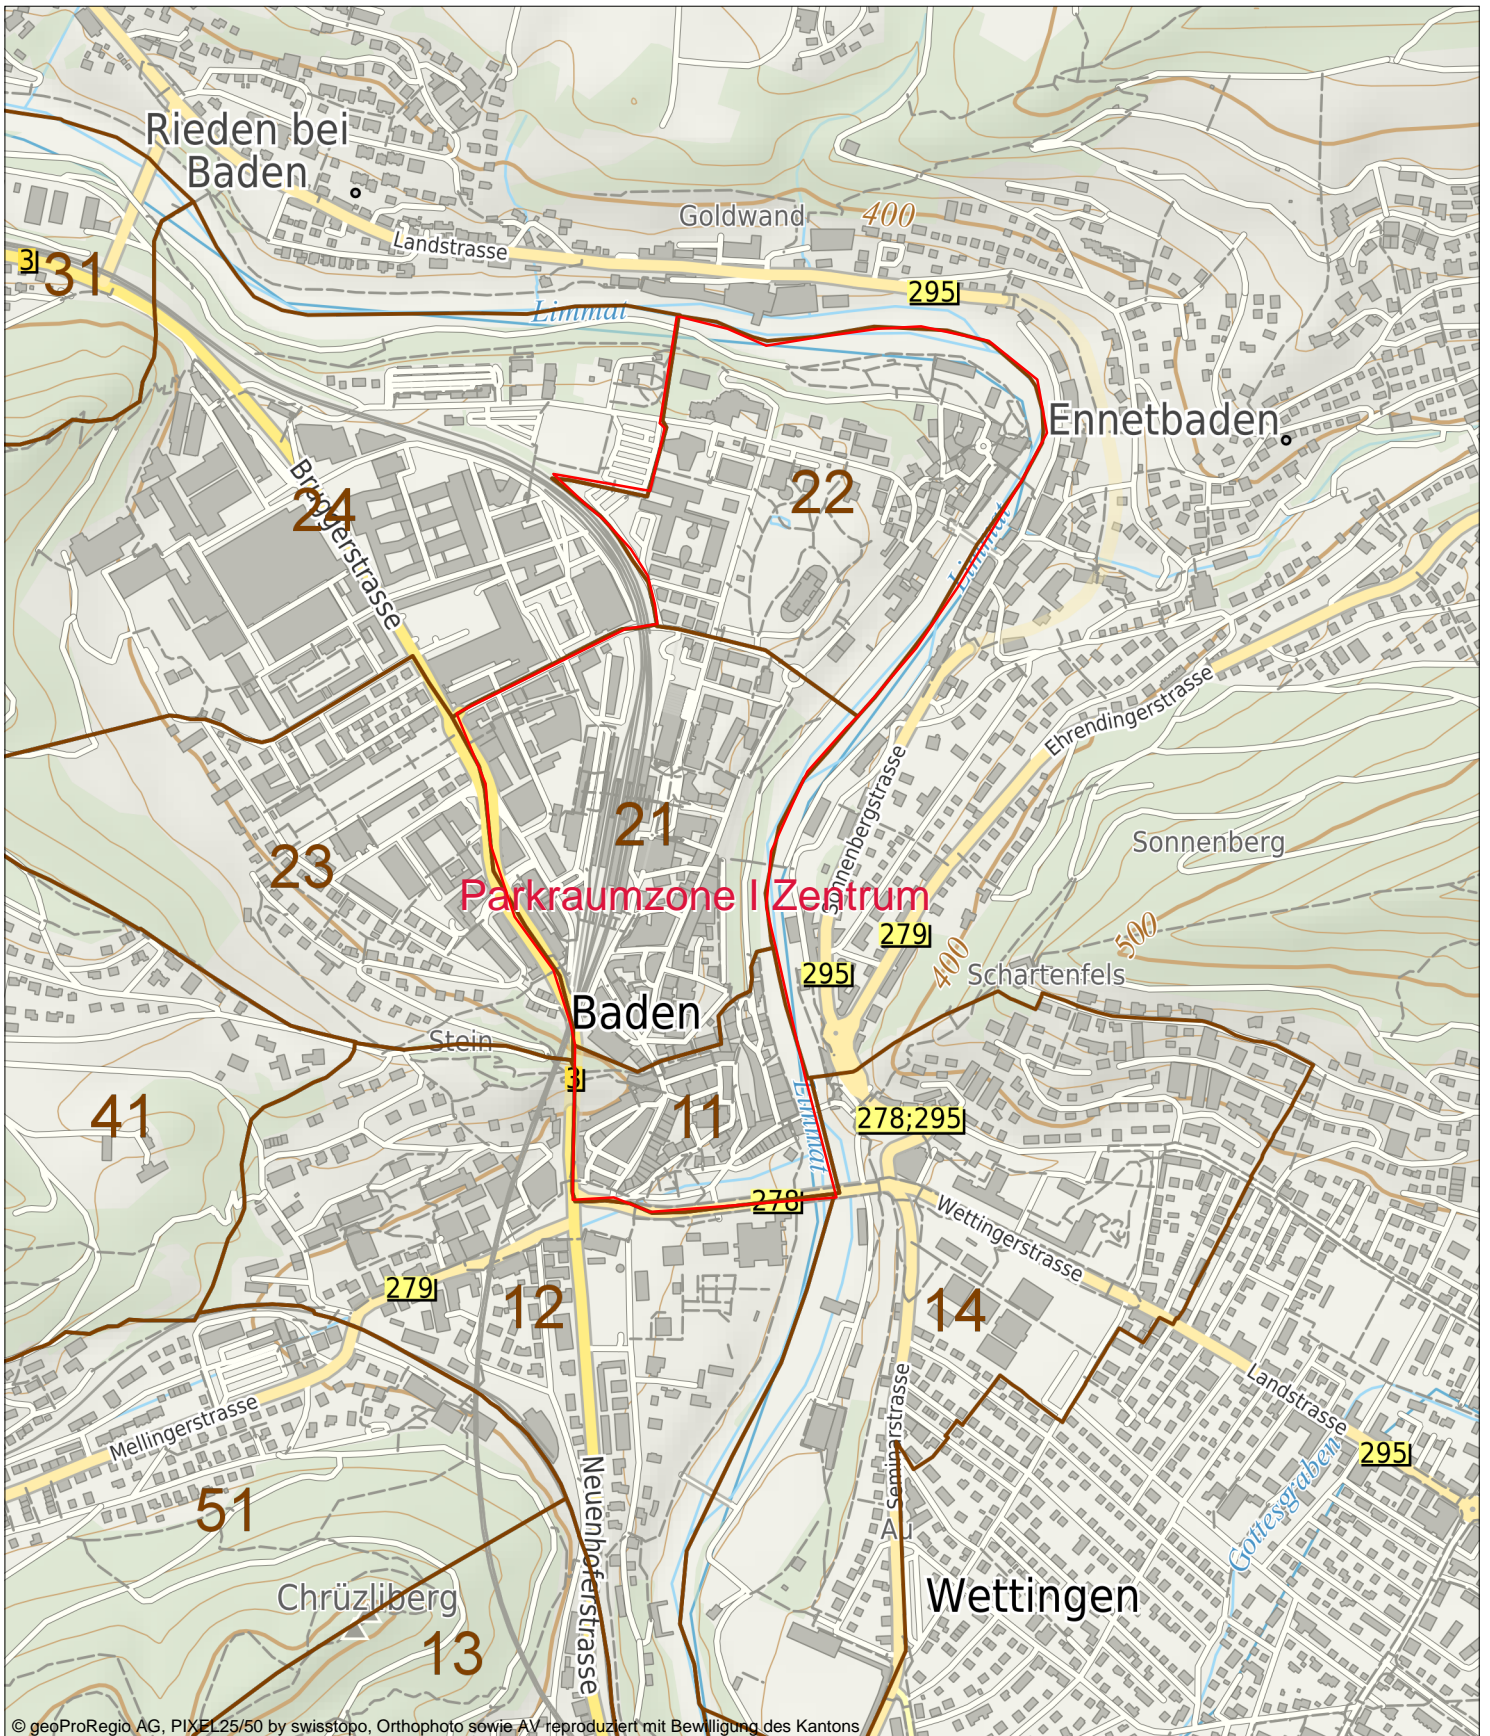 Rieden bei
Baden
Goldwand
400
Landstrasse
3
31
295
Limmat
Ennetbaden
24
Bruggerstrasse
22
Limmat
Ehrendingerstrasse
Sonnenbergstrasse
21
Sonnenberg
23
Parkraumzone I Zentrum
279
400
500
295
Schartenfels
Baden
Stein
3
41
11
Limmat
278;295
278
Wettingerstrasse
279
12
14
Seminarstrasse
Landstrasse
Mellingerstrasse
295
Gottesgraben
51
Neuenhoferstrasse
Au
Chrüzliberg
Wettingen
13
© geoProRegio AG, PIXEL25/50 by swisstopo, Orthophoto sowie AV reproduziert mit Bewilligung des Kantons